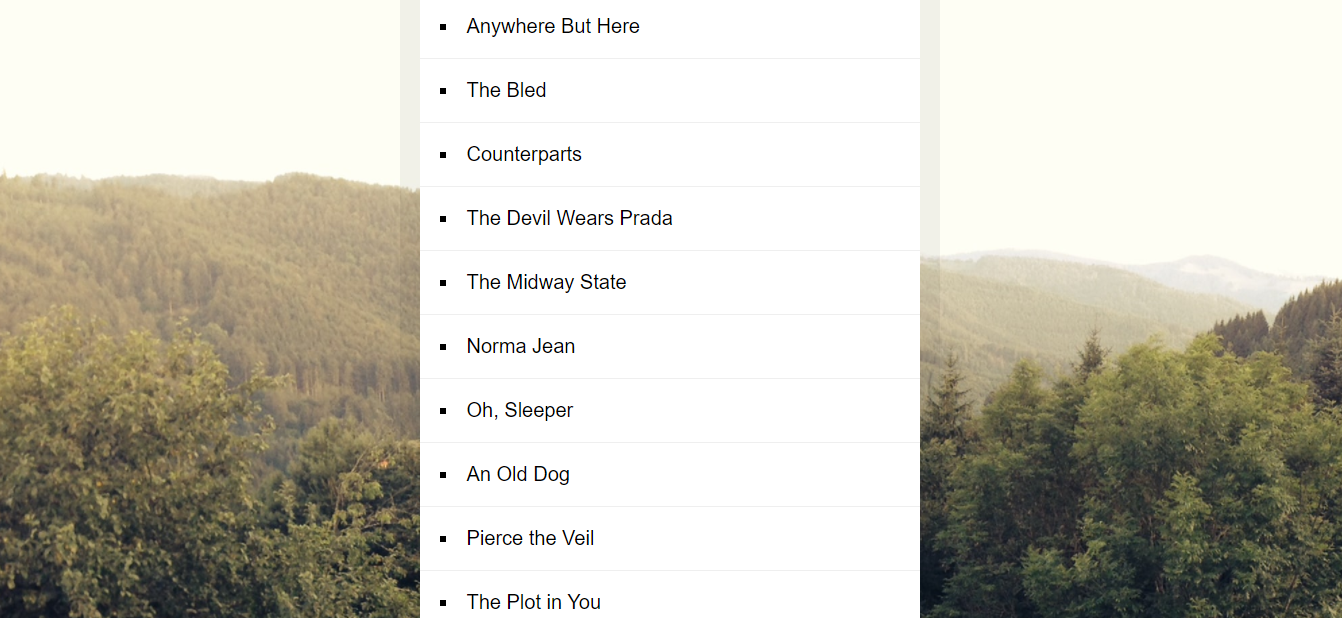 Anywhere But Here
The Bled
Counterparts
The Devil Wears Prada
The Midway State
Norma Jean
Oh, Sleeper
An Old Dog
Pierce the Veil
The Plot in You